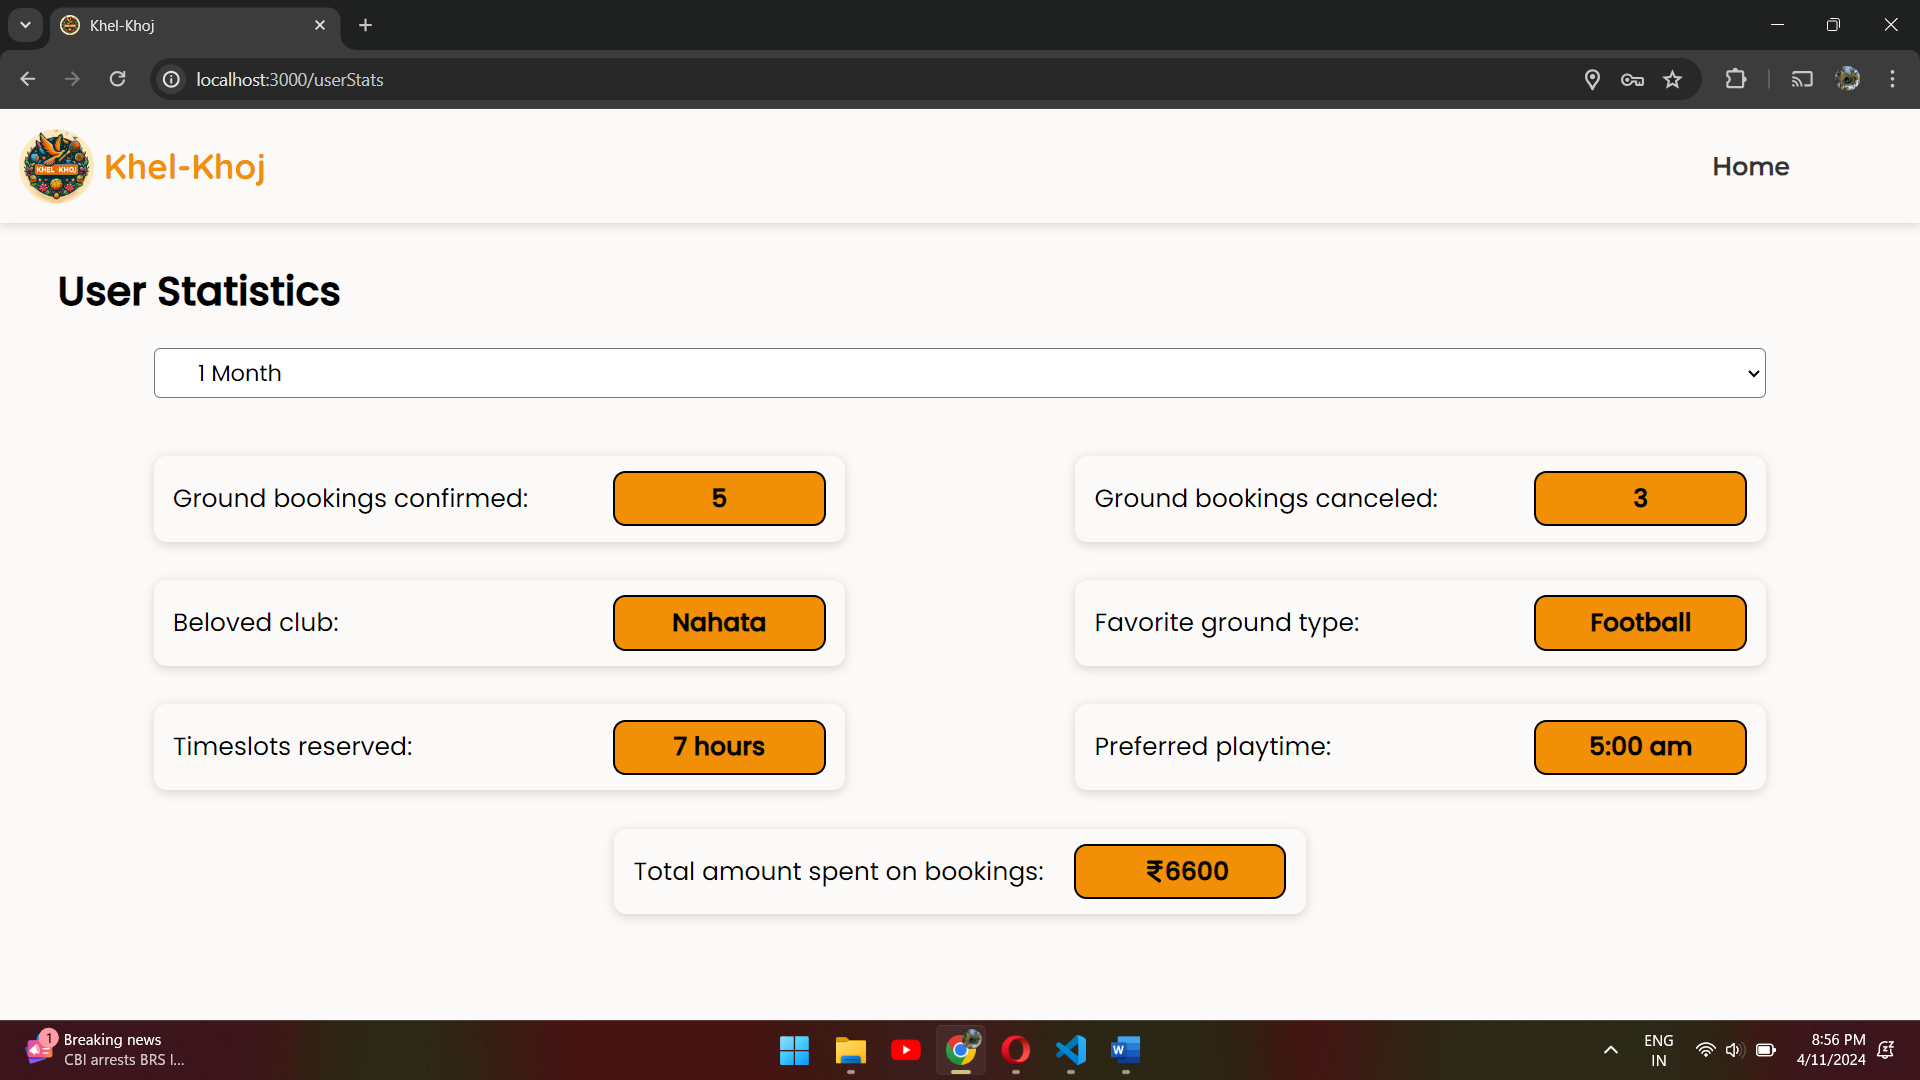 Khel-Khoj
localhost:3000/userStats
KHEL KHOJ
Khel-Khoj
Home
User Statistics
1 Month
Ground bookings confirmed:
5
Ground bookings canceled:
3
Beloved club:
Nahata
Favorite ground type:
Football
Timeslots reserved:
7 hours
Preferred playtime:
5:00 am
Total amount spent on bookings:
₹6600
1
Breaking news
CBI arrests BRS l...
W
ENG
IN
8:56 PM
4/11/2024